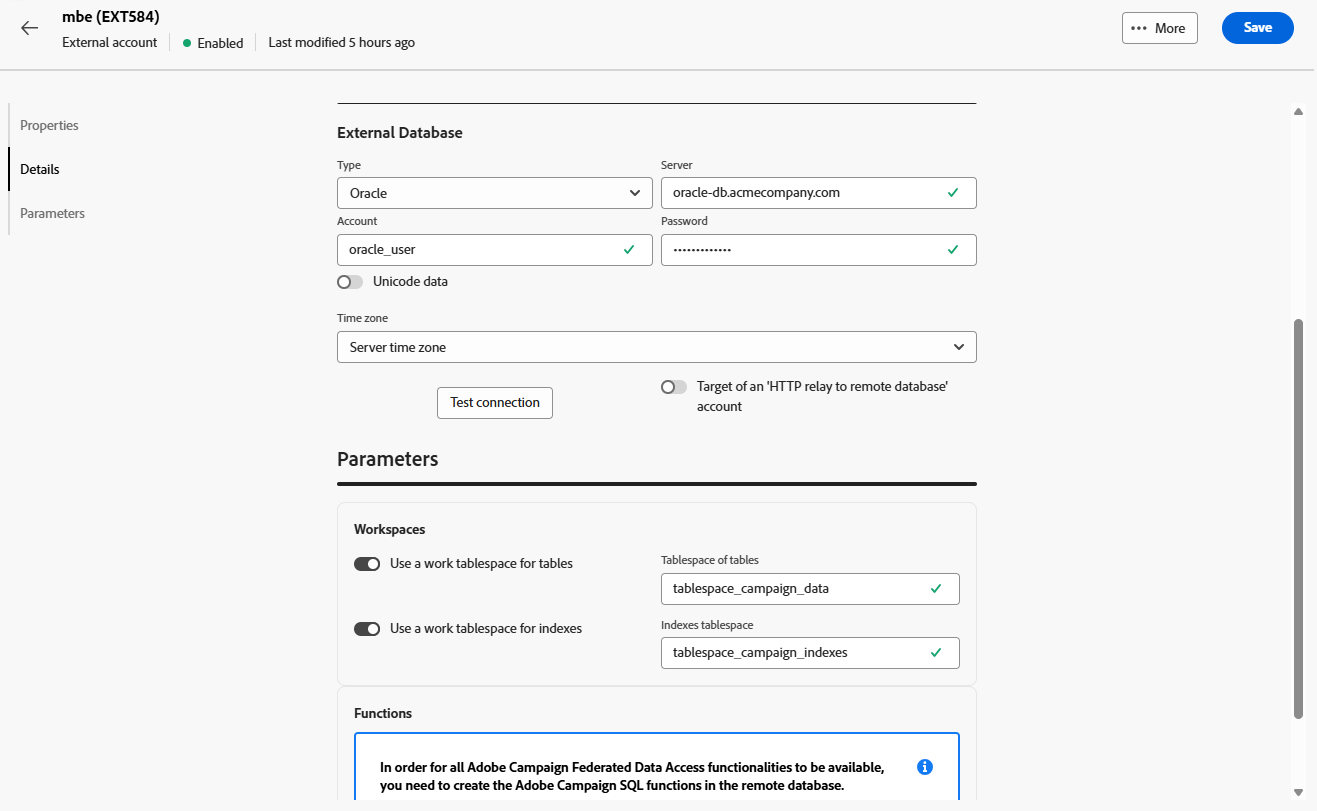 mbe (EXT584)
External account
Enabled
Last modified 5 hours ago
More
Save
Properties
Details
Parameters
External Database
Type
Server
Oracle
oracle-db.acmecompany.com
Account
Password
oracle_user
•••••••••••••
Unicode data
Time zone
Server time zone
Test connection
Target of an 'HTTP relay to remote database'
account
Parameters
Workspaces
Use a work tablespace for tables
Tablespace of tables
tablespace_campaign_data
Use a work tablespace for indexes
Indexes tablespace
tablespace_campaign_indexes
Functions
In order for all Adobe Campaign Federated Data Access functionalities to be available,
you need to create the Adobe Campaign SQL functions in the remote database.